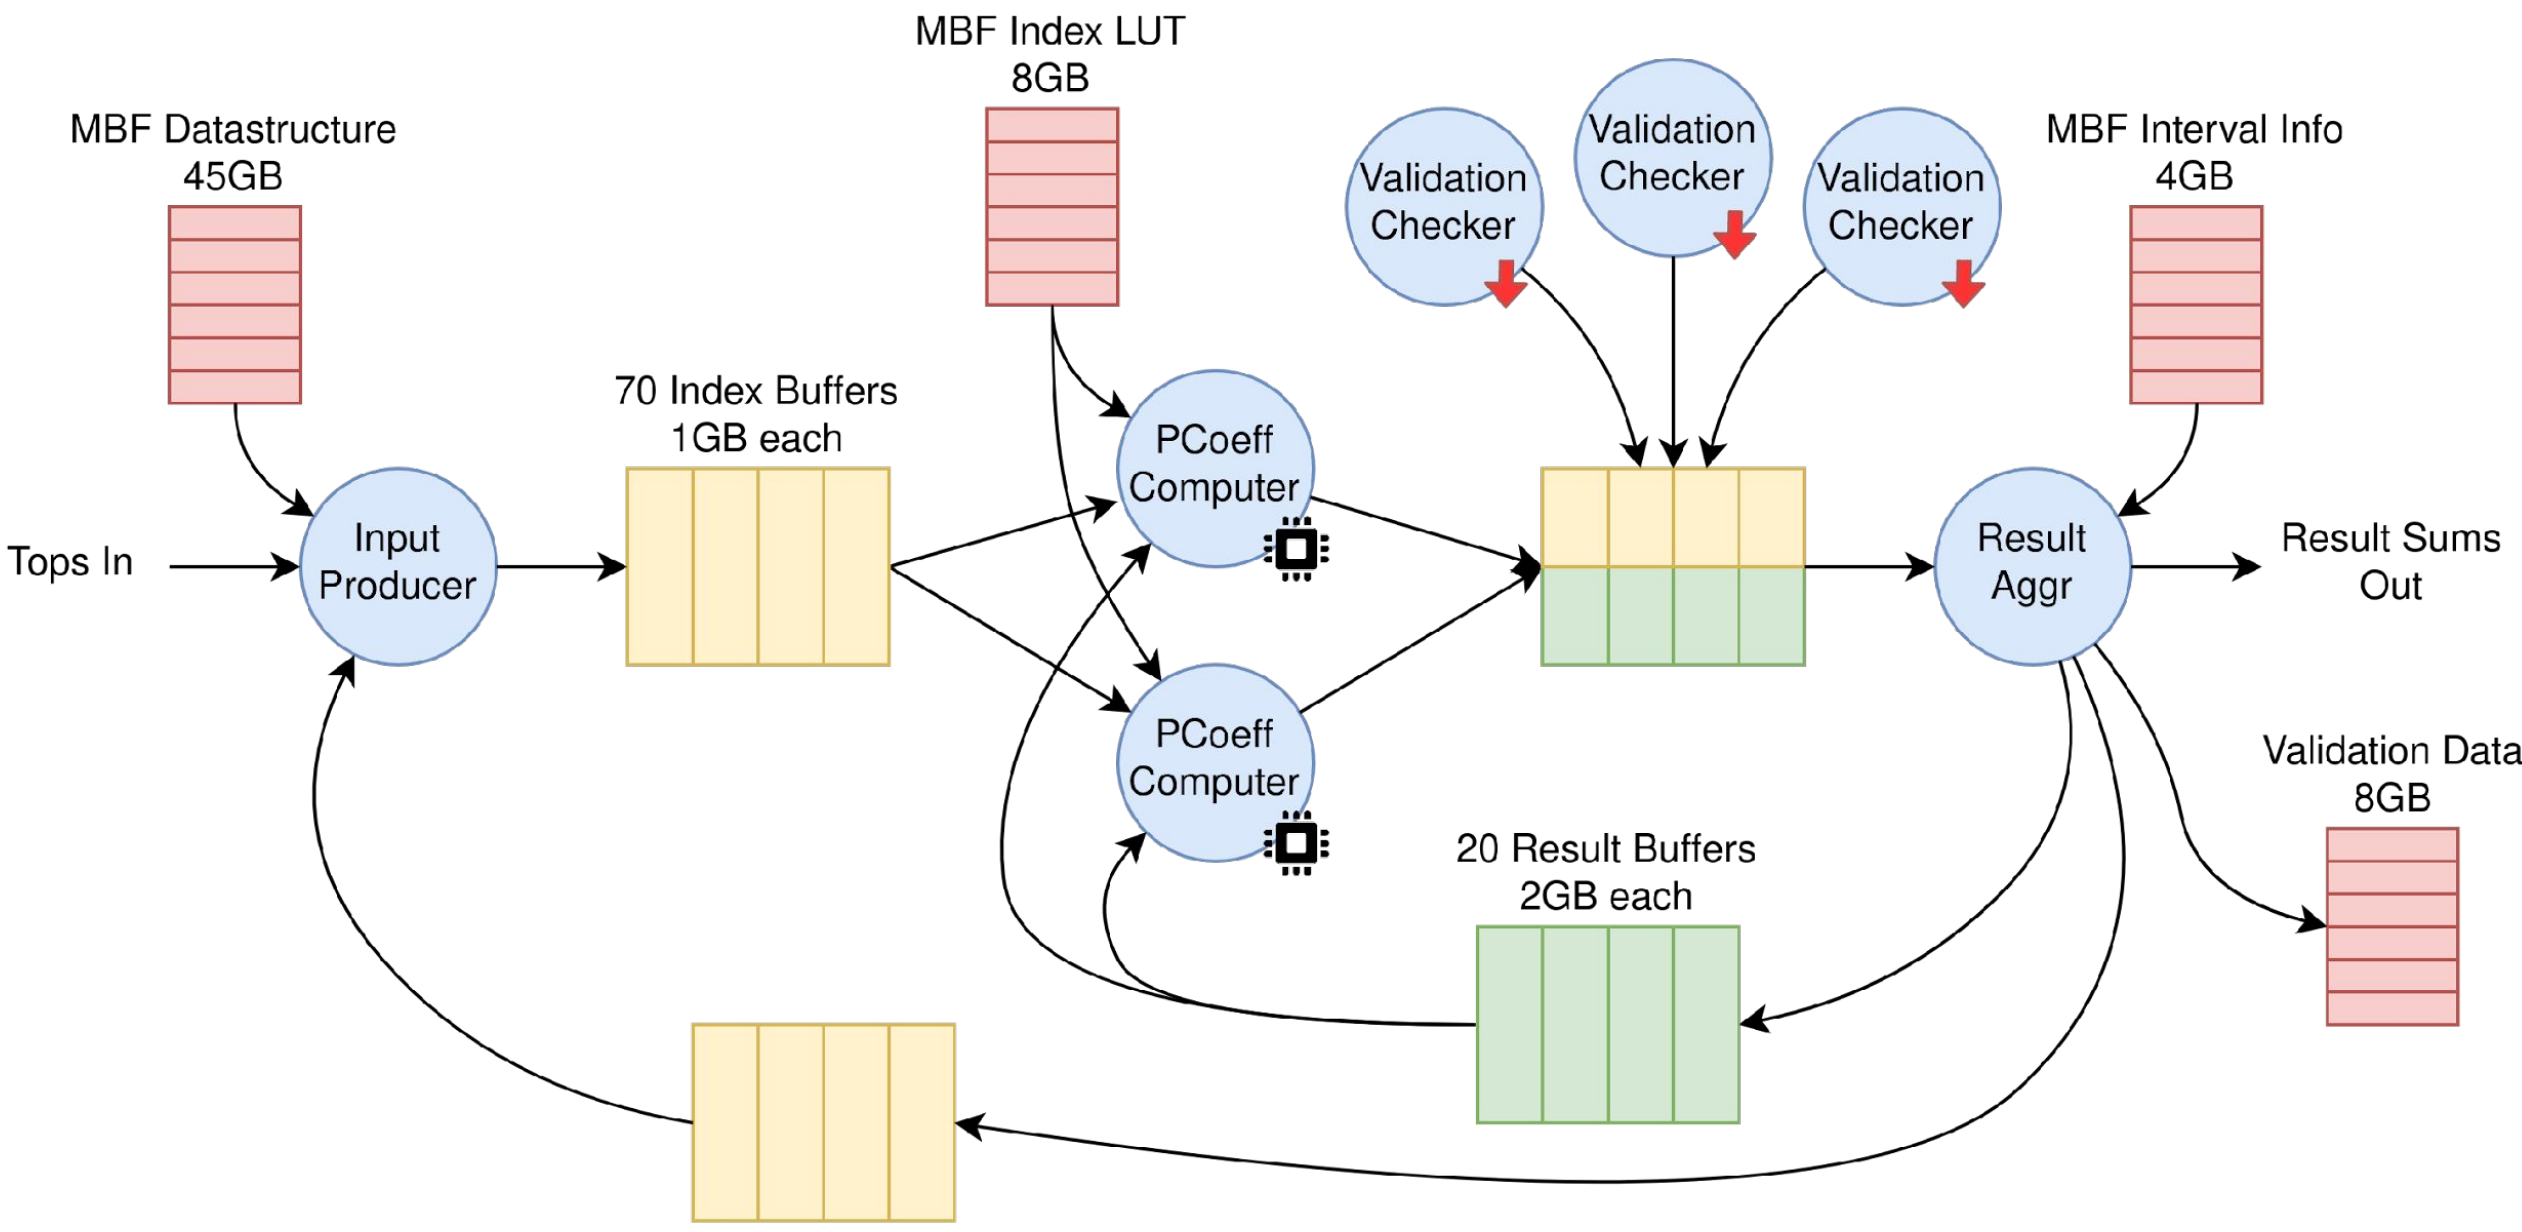 MBF Index LUT
8GB
MBF Datastructure
45GB
Validation
Checker
Validation
Checker
Validation
Checker
MBF Interval Info
4GB
70 Index Buffers
1GB each
PCoeff
Computer
Tops In
Input
Producer
Result
Aggr
Result Sums
Out
PCoeff
Computer
Validation Data
8GB
20 Result Buffers
2GB each